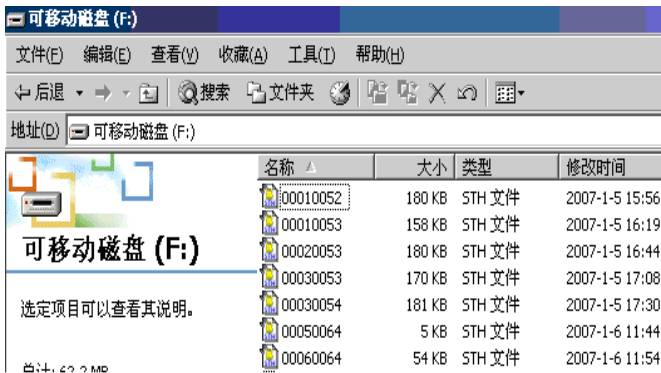 可移动磁盘 (F:)
文件(F) 编辑(E) 查看(V) 收藏(A) 工具(T) 帮助(H)
后退 搜索 文件夹
地址(D) 可移动磁盘 (F:)
名称 大小 类型 修改时间
00010052 180 KB STH 文件 2007-1-5 15:56
00010053 158 KB STH 文件 2007-1-5 16:19
00020053 180 KB STH 文件 2007-1-5 16:44
可移动磁盘 (F:)
00030053 170 KB STH 文件 2007-1-5 17:08
00030054 181 KB STH 文件 2007-1-5 17:30
选定项目可以查看其说明。
00050064 5 KB STH 文件 2007-1-6 11:44
00060064 54 KB STH 文件 2007-1-6 11:54
总计: 62.2 MB